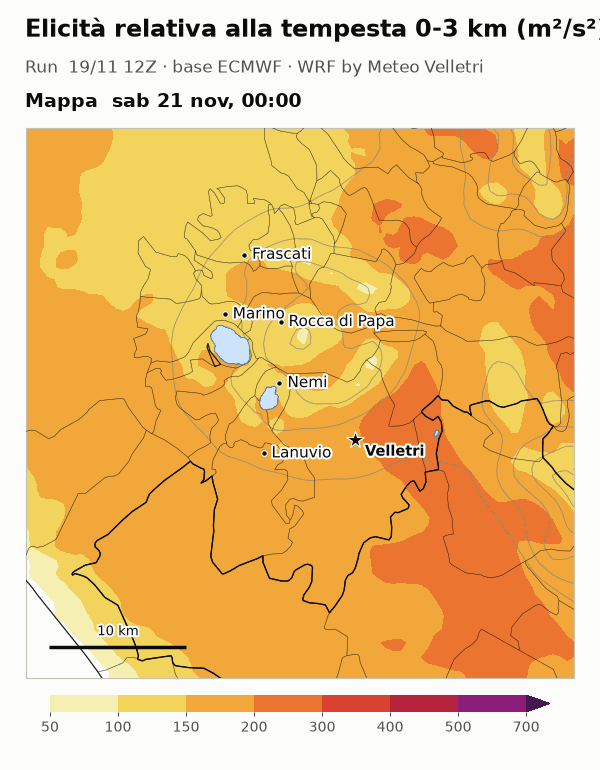 Elicità relativa alla tempesta 0-3 km (m²/s²)
Run 19/11 12Z · base ECMWF · WRF by Meteo Velletri
Mappa sab 21 nov, 00:00
Frascati
Marino
Rocca di Papa
Nemi
Velletri
Lanuvio
10 km
50 100 150 200 300 400 500 700